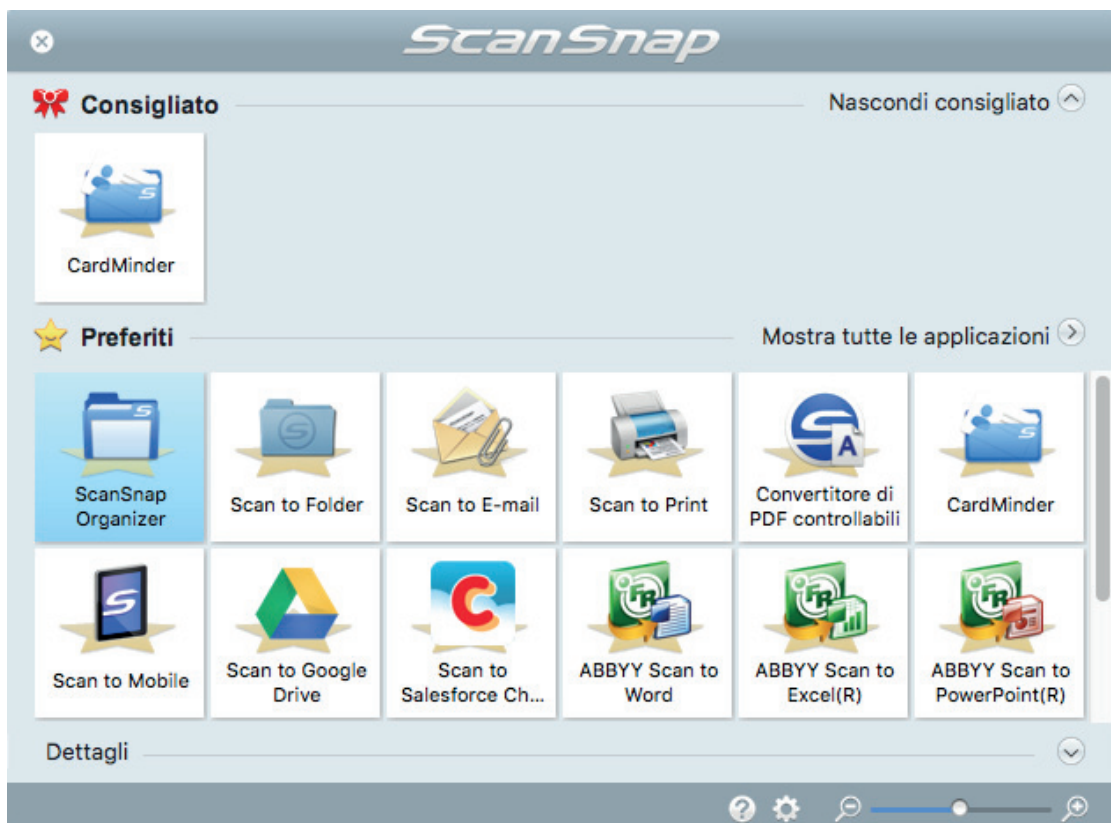 ScanSnap
Consigliato
Nascondi consigliato
CardMinder
Preferiti
Mostra tutte le applicazioni
ScanSnap
Organizer
Scan to Folder
Scan to E-mail
Scan to Print
Convertitore di
PDF controllabili
CardMinder
Scan to Mobile
Scan to Google
Drive
Scan to
Salesforce Ch...
ABBYY Scan to
Word
ABBYY Scan to
Excel(R)
ABBYY Scan to
PowerPoint(R)
Dettagli